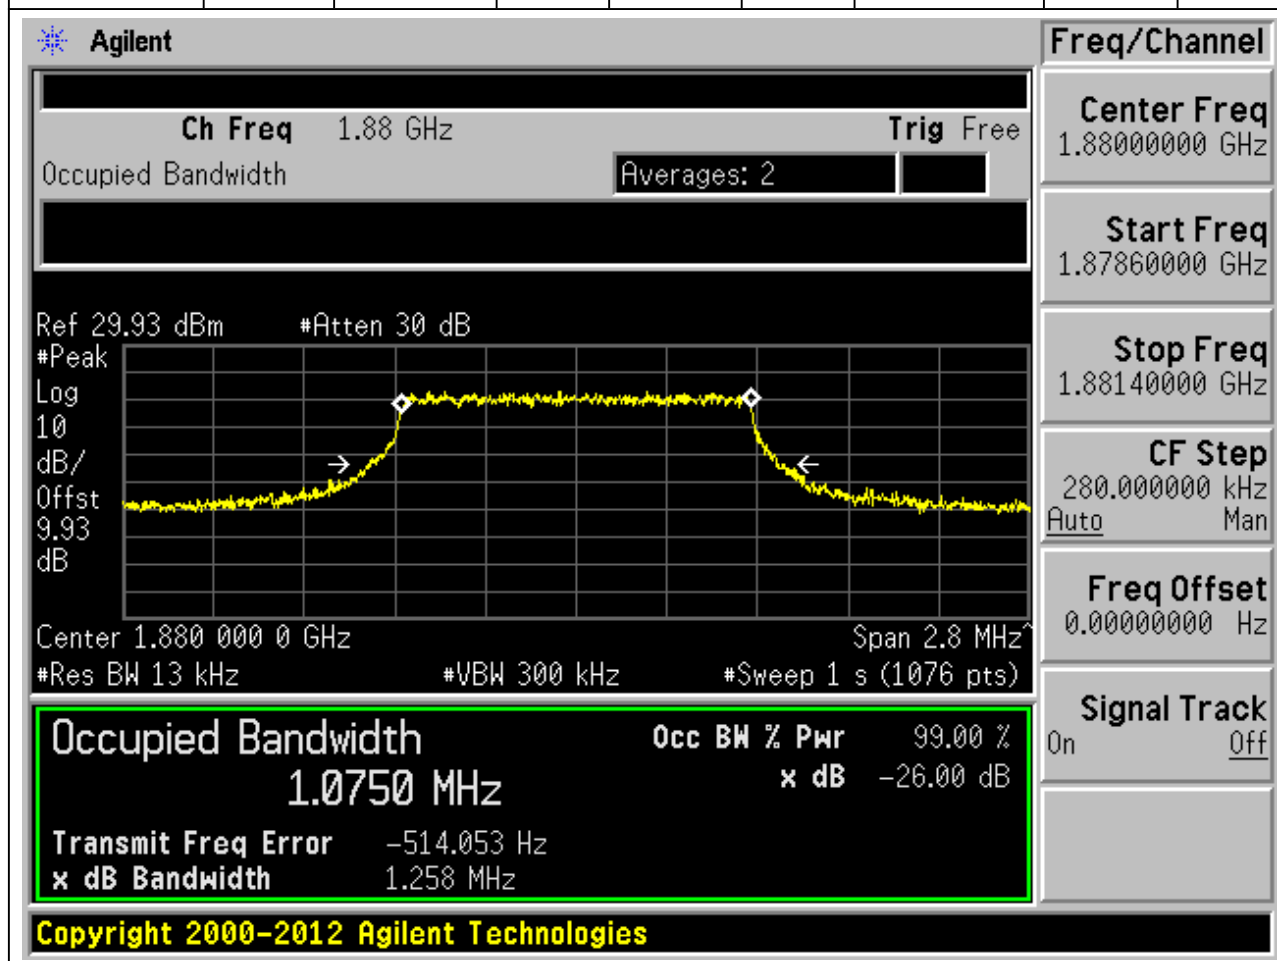 Agilent
Freq/Channel
Ch Freq 1.88 GHz Trig Free
Occupied Bandwidth Averages: 2
Center Freq
1.88000000 GHz
Start Freq
1.87860000 GHz
Stop Freq
1.88140000 GHz
CF Step
280.000000 kHz
Auto Man
Freq Offset
0.00000000 Hz
Signal Track
On Off
Ref 29.93 dBm #Atten 30 dB
#Peak
Log
10
dB/
Offst
9.93
dB
Center 1.880 000 0 GHz Span 2.8 MHz^
#Res BW 13 kHz #VBW 300 kHz #Sweep 1 s (1076 pts)
Occupied Bandwidth Occ BW % Pwr 99.00 %
1.0750 MHz x dB -26.00 dB
Transmit Freq Error -514.053 Hz
x dB Bandwidth 1.258 MHz
Copyright 2000-2012 Agilent Technologies